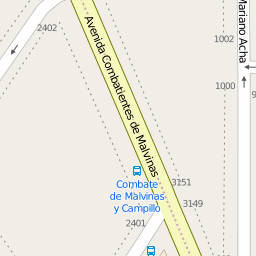 2402
Avenida Combatientes de Malvinas
1002
Mariano Acha
1000
Combate
de Malvinas
y Campillo
3151
3149
2401